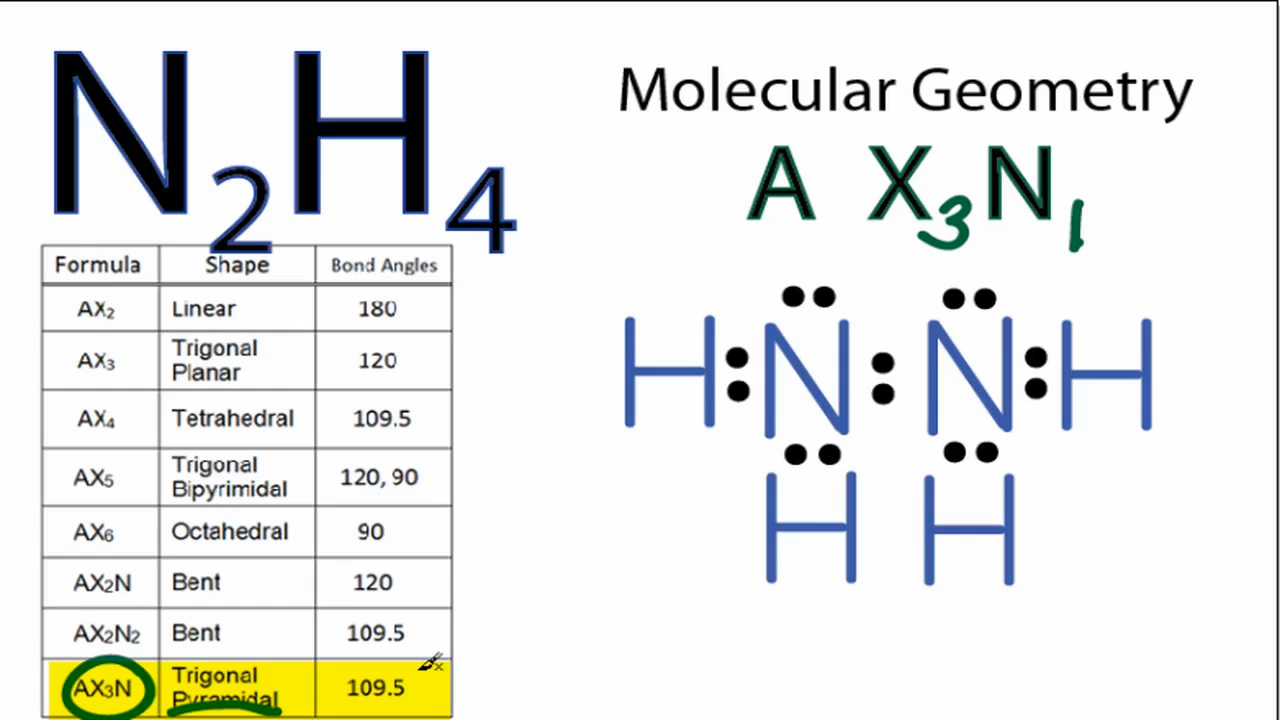 N₂H₄
Formula Shape Bond Angles
AX₂ Linear 180
AX₃ Trigonal Planar 120
AX₄ Tetrahedral 109.5
AX₅ Trigonal Bipyrimidal 120, 90
AX₆ Octahedral 90
AX₂N Bent 120
AX₂N₂ Bent 109.5
AX₃N Trigonal Pyramidal 109.5
Molecular Geometry
A X₃N₁
H:N:N:H
H H